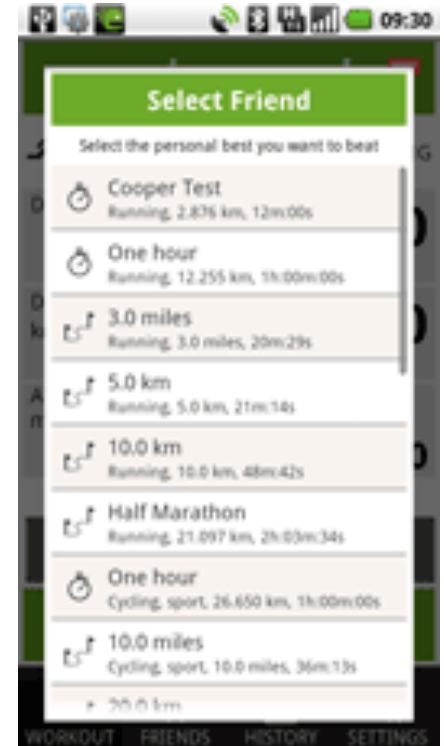 09:30
Select Friend
Select the personal best you want to beat
Cooper Test
Running, 2.876 km, 12m:00s
One hour
Running, 12.255 km, 1h:00m:00s
3.0 miles
Running, 3.0 miles, 20m:29s
5.0 km
Running, 5.0 km, 21m:14s
10.0 km
Running, 10.0 km, 48m:42s
Half Marathon
Running, 21.097 km, 2h:03m:34s
One hour
Cycling, sport, 26.650 km, 1h:00m:00s
10.0 miles
Cycling, sport, 10.0 miles, 36m:13s
20.0 km
WORKOUT FRIENDS HISTORY SETTINGS